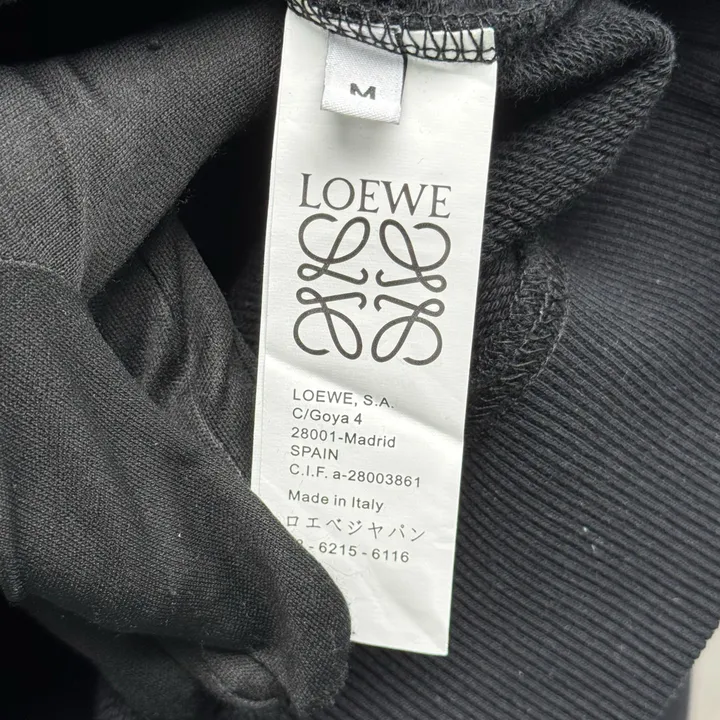 M
LOEWE
LOEWE, S.A.
C/Goya 4
28001-Madrid
SPAIN
C.I.F. a-28003861
Made in Italy
ロエベジャパン
- 6215 - 6116